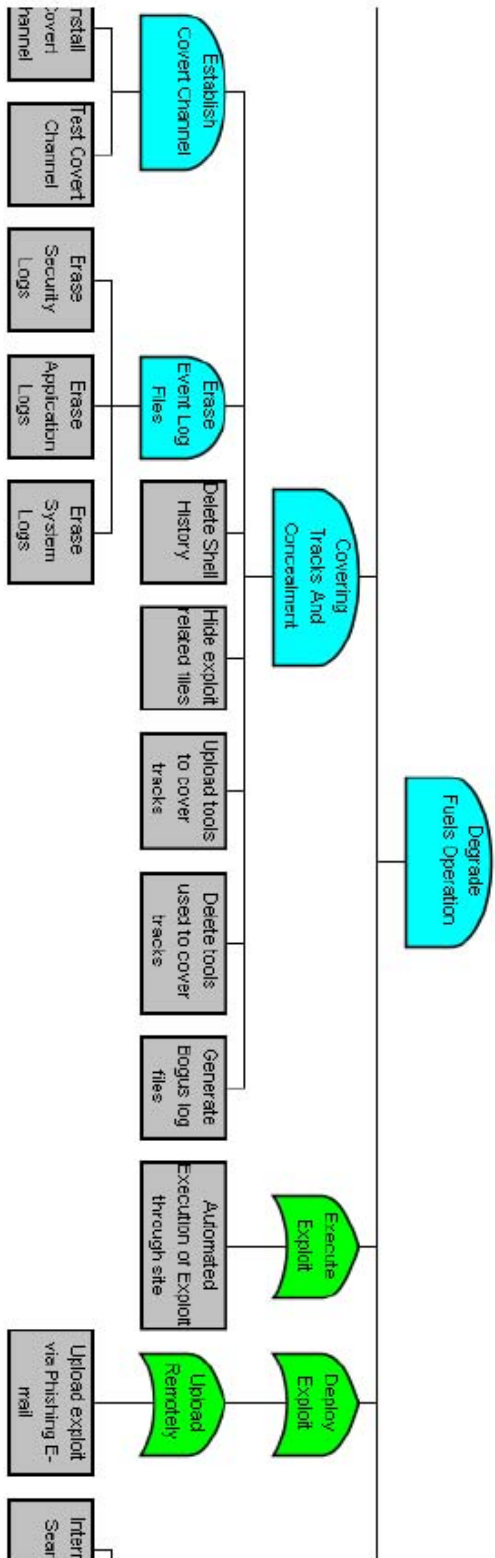 Degrade
Fuels Operation
Covering
Tracks And
Concealment
Execute
Exploit
Deploy
Exploit
Establish
Covert Channel
Erase
Event Log
Files
Delete Shell
History
Hide exploit
related files
Upload tools
to cover
tracks
Delete tools
used to cover
tracks
Generate
Bogus log
files
Automated
Execution of Exploit
through site
Upload
Remotely
Test Covert
Channel
Erase
Security
Logs
Erase
Appication
Logs
Erase
System
Logs
Upload exploit
via Phishing E-
mail